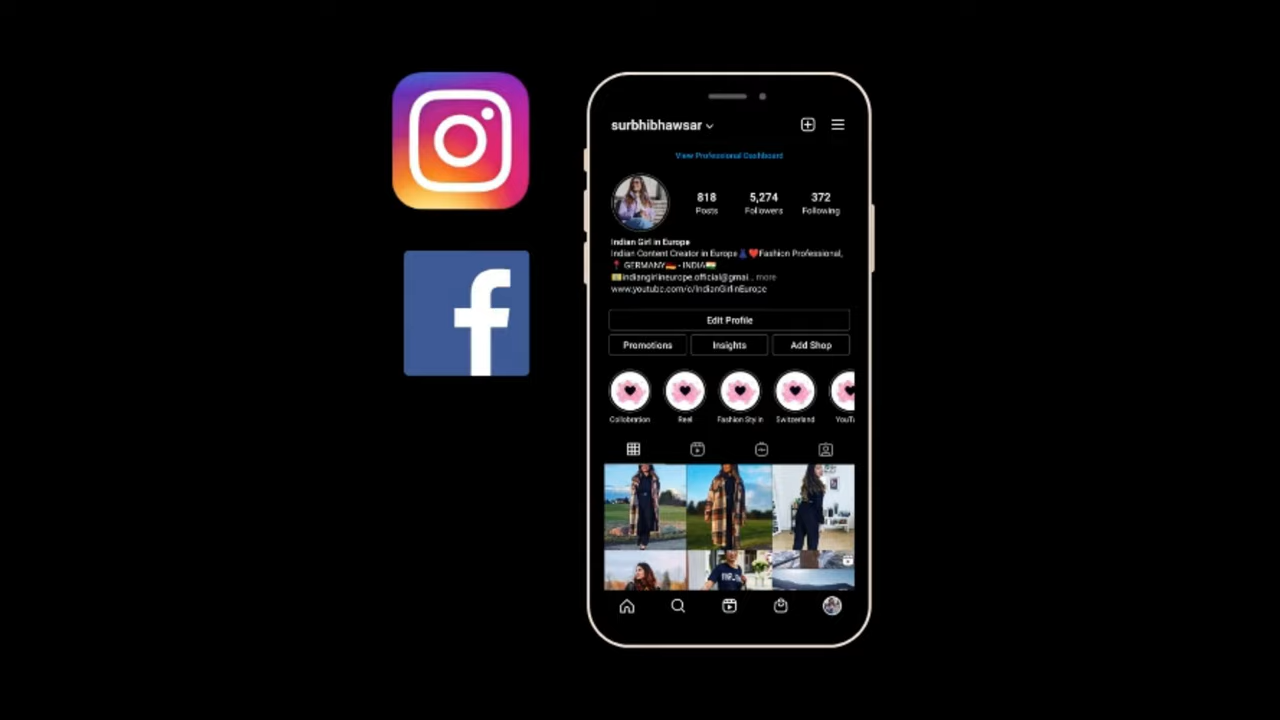 surbhibhawsar
View Professional Dashboard
818 5,274 372
Posts Followers Following
Indian Girl in Europe
Indian Content Creator in Europe👗❤️Fashion Professional,
📍 GERMANY🇩🇪 - INDIA🇮🇳
📧indiangirlineurope.official@gmai... more
www.youtube.com/c/IndianGirlinEurope
Edit Profile
Promotions Insights Add Shop
Collobration Reel Fashion Styl in Switzerland YouTu